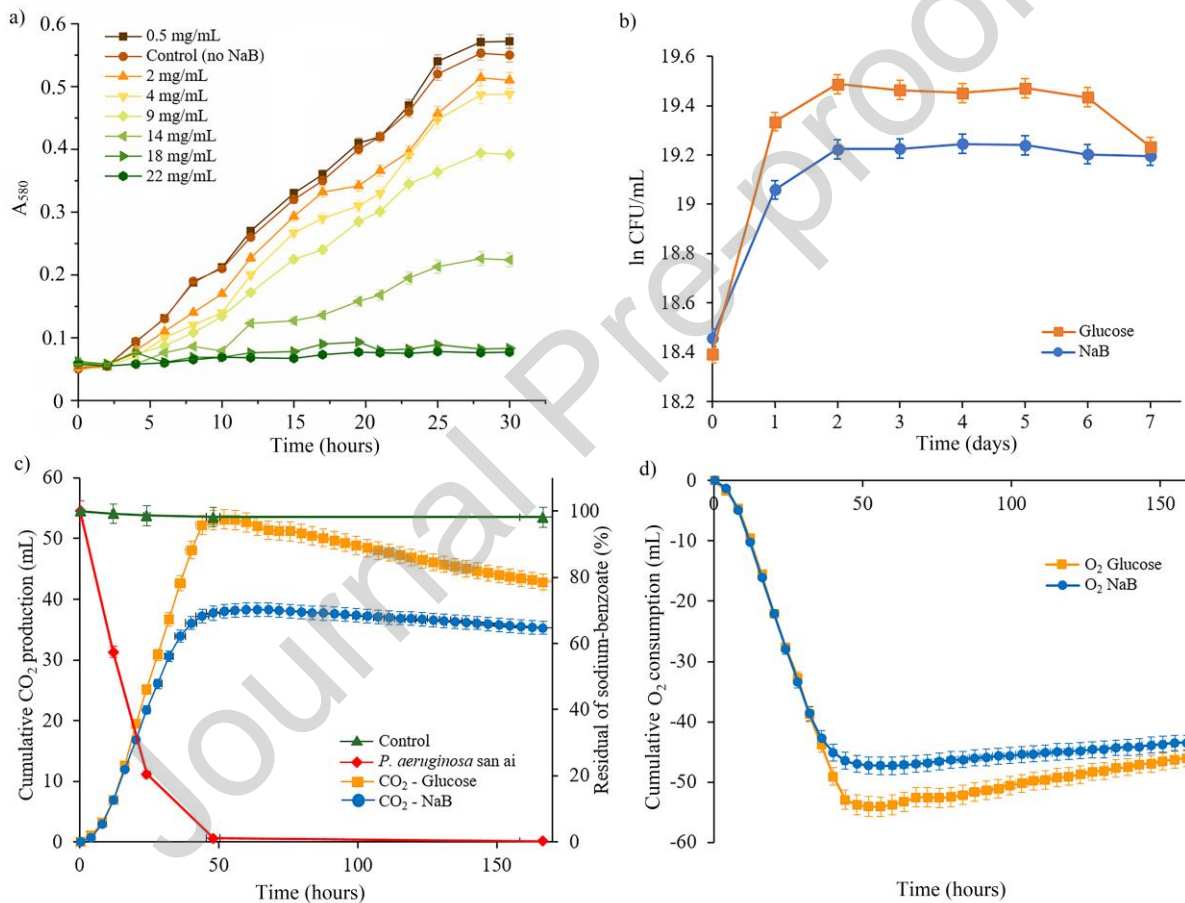 a)
0.6
0.5
0.4
0.3
0.2
0.1
0
A580
0.5 mg/mL
Control (no NaB)
2 mg/mL
4 mg/mL
9 mg/mL
14 mg/mL
18 mg/mL
22 mg/mL
0 5 10 15 20 25 30
Time (hours)
b)
19.6
19.4
19.2
19
18.8
18.6
18.4
18.2
ln CFU/mL
Glucose
NaB
0 1 2 3 4 5 6 7
Time (days)
c)
60
50
40
30
20
10
0
Cumulative CO2 production (mL)
100
80
60
40
20
0
Residual of sodium-benzoate (%)
Control
P. aeruginosa san ai
CO2 - Glucose
CO2 - NaB
0 50 100 150
Time (hours)
d)
0
-10
-20
-30
-40
-50
-60
Cumulative O2 consumption (mL)
50 100 150
O2 Glucose
O2 NaB
Time (hours)
Journal Pre-proof